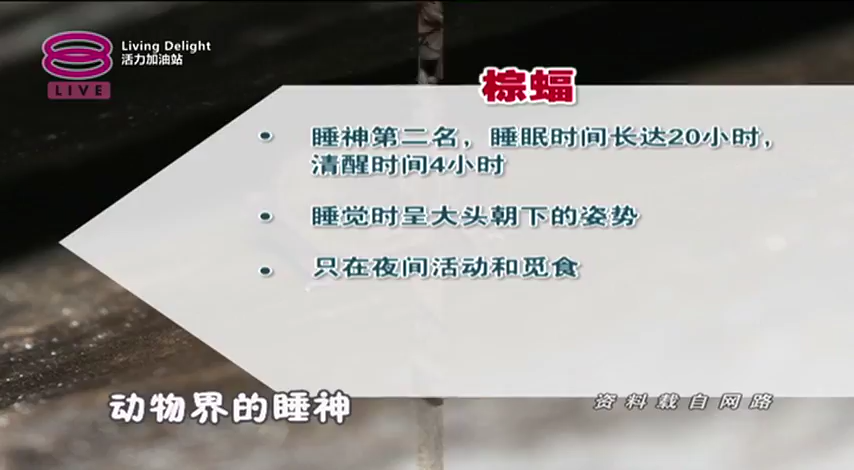 Living Delight
活力加油站
LIVE
棕蝠
睡神第二名，睡眠时间长达20小时，
清醒时间4小时
睡觉时呈大头朝下的姿势
只在夜间活动和觅食
动物界的睡神
资料载自网路